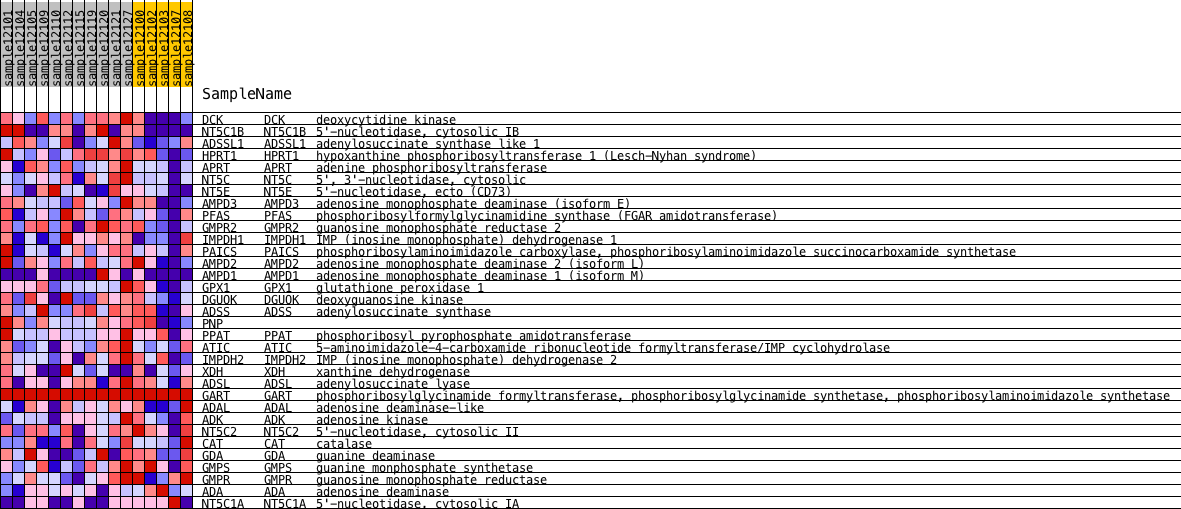 sample12101 sample12104 sample12105 sample12109 sample12110 sample12112 sample12115 sample12119 sample12120 sample12121 sample12127 sample12100 sample12102 sample12103 sample12107 sample12108
SampleName
DCK DCK deoxycytidine kinase
NT5C1B NT5C1B 5'-nucleotidase, cytosolic IB
ADSSL1 ADSSL1 adenylosuccinate synthase like 1
HPRT1 HPRT1 hypoxanthine phosphoribosyltransferase 1 (Lesch-Nyhan syndrome)
APRT APRT adenine phosphoribosyltransferase
NT5C NT5C 5', 3'-nucleotidase, cytosolic
NT5E NT5E 5'-nucleotidase, ecto (CD73)
AMPD3 AMPD3 adenosine monophosphate deaminase (isoform E)
PFAS PFAS phosphoribosylformylglycinamidine synthase (FGAR amidotransferase)
GMPR2 GMPR2 guanosine monophosphate reductase 2
IMPDH1 IMPDH1 IMP (inosine monophosphate) dehydrogenase 1
PAICS PAICS phosphoribosylaminoimidazole carboxylase, phosphoribosylaminoimidazole succinocarboxamide synthetase
AMPD2 AMPD2 adenosine monophosphate deaminase 2 (isoform L)
AMPD1 AMPD1 adenosine monophosphate deaminase 1 (isoform M)
GPX1 GPX1 glutathione peroxidase 1
DGUOK DGUOK deoxyguanosine kinase
ADSS ADSS adenylosuccinate synthase
PNP
PPAT PPAT phosphoribosyl pyrophosphate amidotransferase
ATIC ATIC 5-aminoimidazole-4-carboxamide ribonucleotide formyltransferase/IMP cyclohydrolase
IMPDH2 IMPDH2 IMP (inosine monophosphate) dehydrogenase 2
XDH XDH xanthine dehydrogenase
ADSL ADSL adenylosuccinate lyase
GART GART phosphoribosylglycinamide formyltransferase, phosphoribosylglycinamide synthetase, phosphoribosylaminoimidazole synthetase
ADAL ADAL adenosine deaminase-like
ADK ADK adenosine kinase
NT5C2 NT5C2 5'-nucleotidase, cytosolic II
CAT CAT catalase
GDA GDA guanine deaminase
GMPS GMPS guanine monphosphate synthetase
GMPR GMPR guanosine monophosphate reductase
ADA ADA adenosine deaminase
NT5C1A NT5C1A 5'-nucleotidase, cytosolic IA